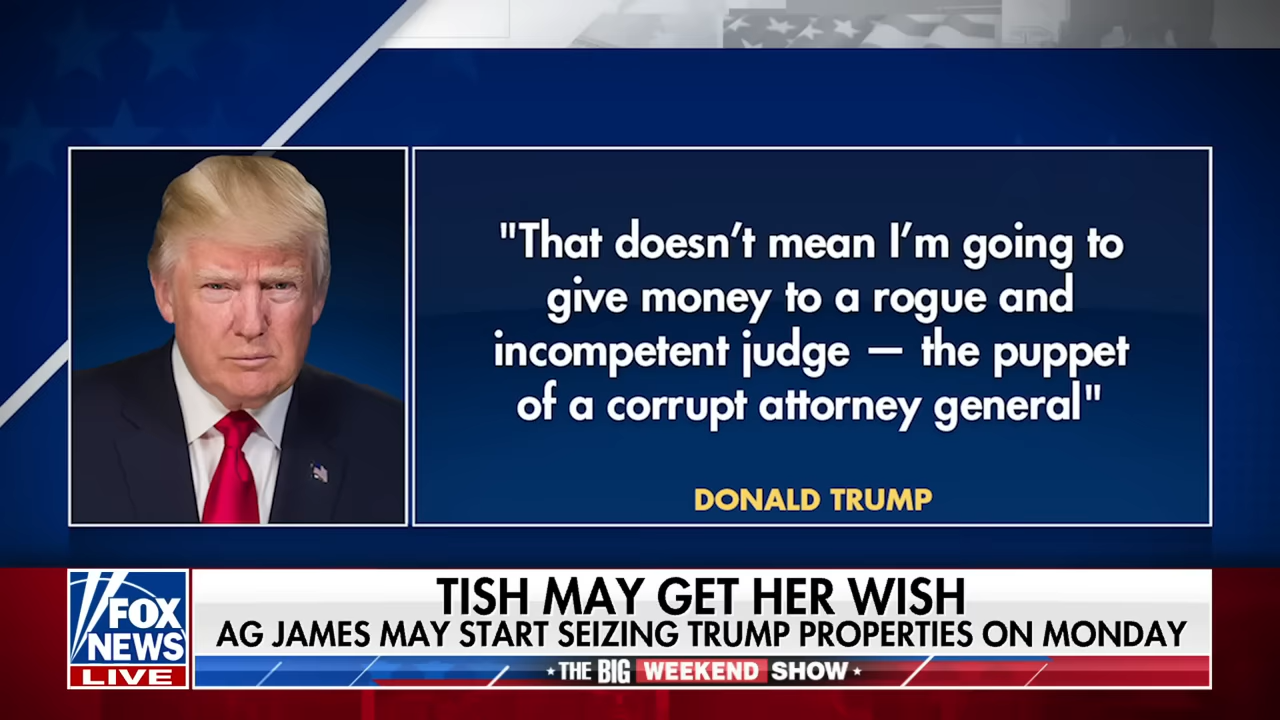 "That doesn’t mean I’m going to
give money to a rogue and
incompetent judge — the puppet
of a corrupt attorney general"
DONALD TRUMP
FOX
NEWS
LIVE
TISH MAY GET HER WISH
AG JAMES MAY START SEIZING TRUMP PROPERTIES ON MONDAY
THE BIG WEEKEND SHOW